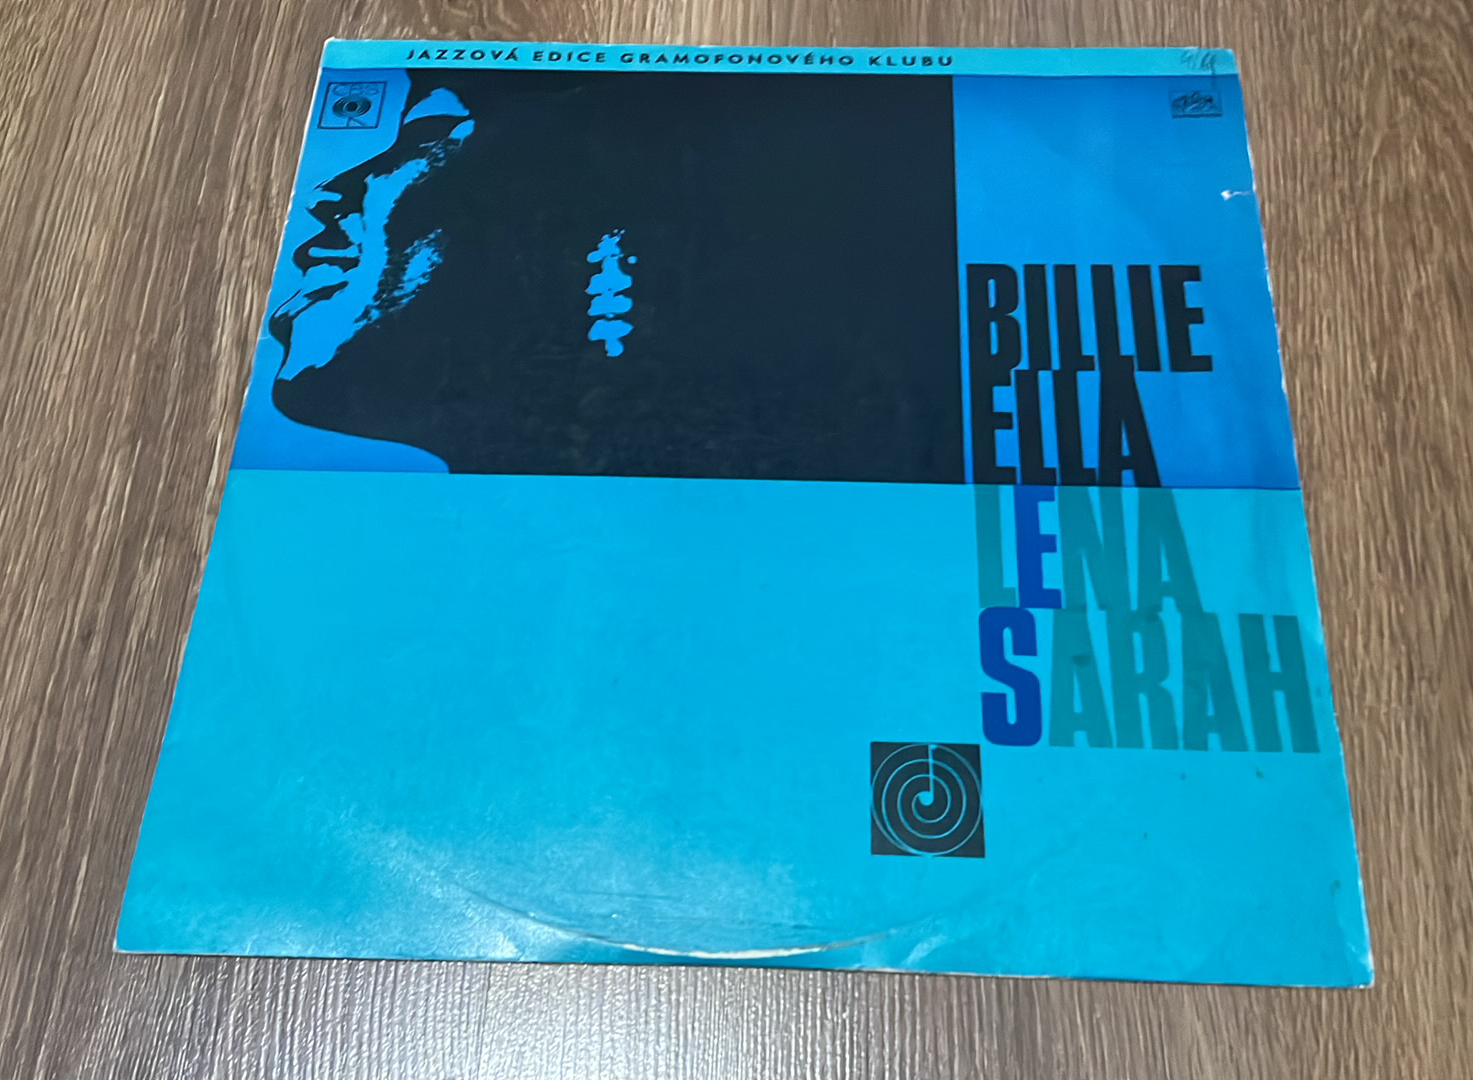 JAZZOVÁ EDICE GRAMOFONOVÉHO KLUBU
CBS
BILLIE
ELLA
LENA
SARAH